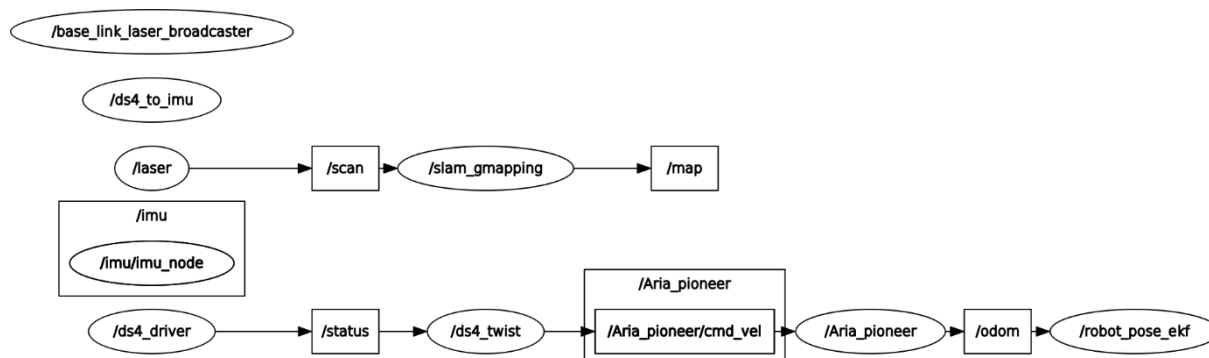 /base_link_laser_broadcaster
/ds4_to_imu
/laser
/scan
/slam_gmapping
/map
/imu
/imu/imu_node
/Aria_pioneer
/ds4_driver
/status
/ds4_twist
/Aria_pioneer/cmd_vel
/Aria_pioneer
/odom
/robot_pose_ekf